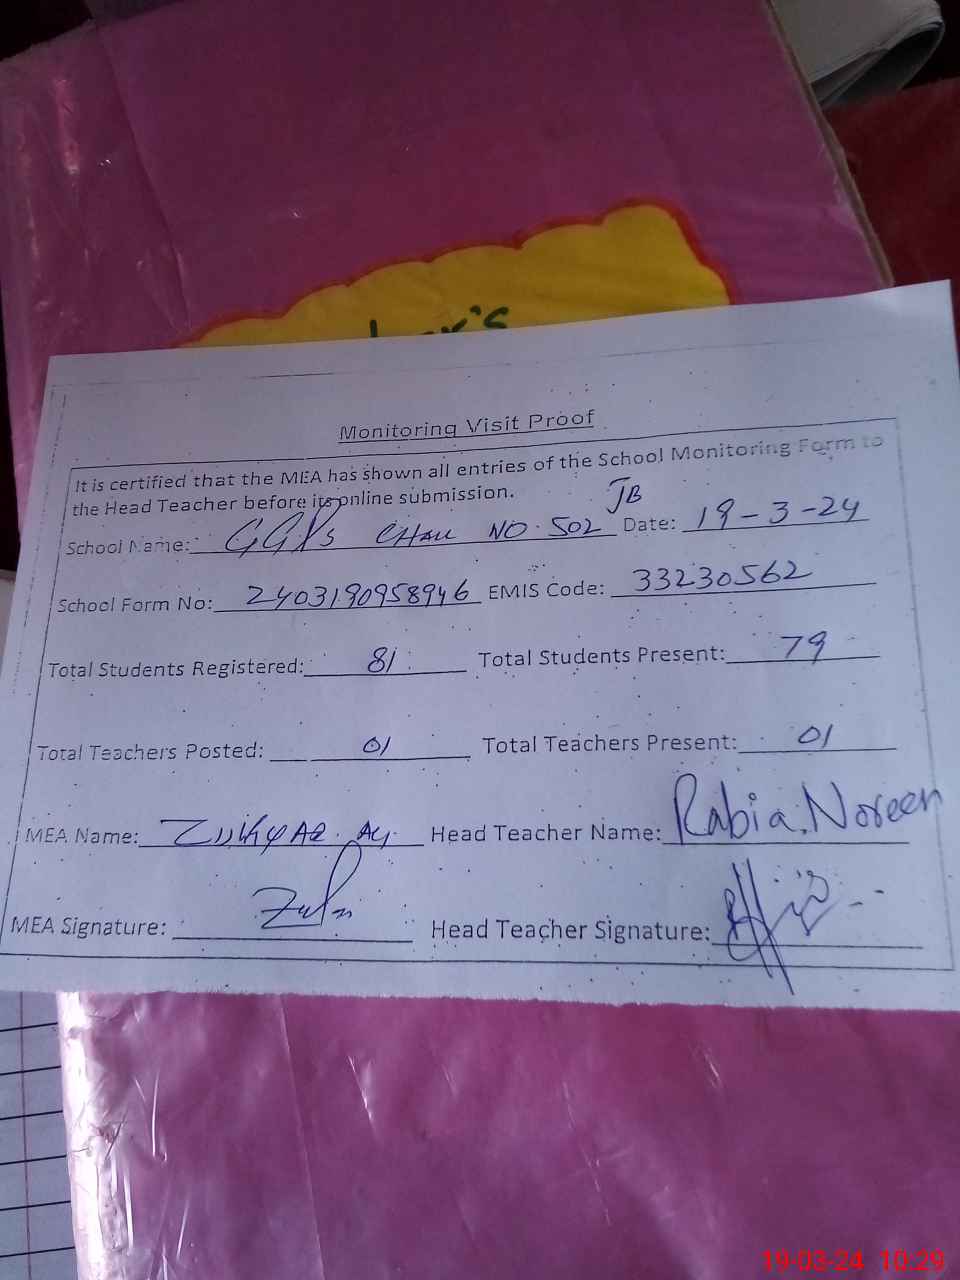 Monitoring Visit Proof
It is certified that the MEA has shown all entries of the School Monitoring Form to
the Head Teacher before its online submission.
School Name: GGPS CHAK NO. 502 JB Date: 19-3-24
School Form No: 2403190958946 EMIS Code: 33230562
Total Students Registered: 81 Total Students Present: 79
Total Teachers Posted: 01 Total Teachers Present: 01
MEA Name: Head Teacher Name: Rabia Noreen
MEA Signature: Head Teacher Signature:
19-03-24 10:29